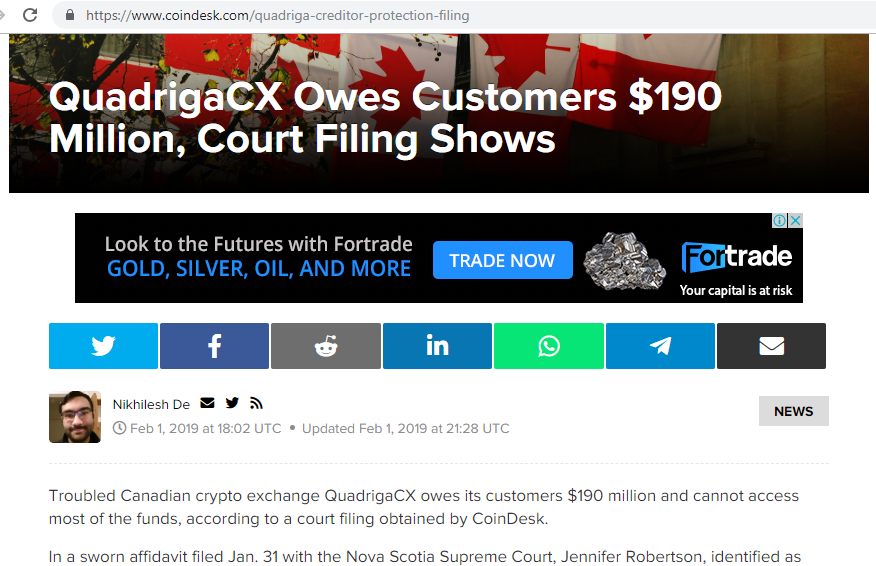 https://www.coindesk.com/quadriga-creditor-protection-filing
QuadrigaCX Owes Customers $190
Million, Court Filing Shows
Look to the Futures with Fortrade
GOLD, SILVER, OIL, AND MORE
TRADE NOW
Fortrade
Your capital is at risk
Nikhilesh De
Feb 1, 2019 at 18:02 UTC • Updated Feb 1, 2019 at 21:28 UTC
NEWS
Troubled Canadian crypto exchange QuadrigaCX owes its customers $190 million and cannot access
most of the funds, according to a court filing obtained by CoinDesk.
In a sworn affidavit filed Jan. 31 with the Nova Scotia Supreme Court, Jennifer Robertson, identified as